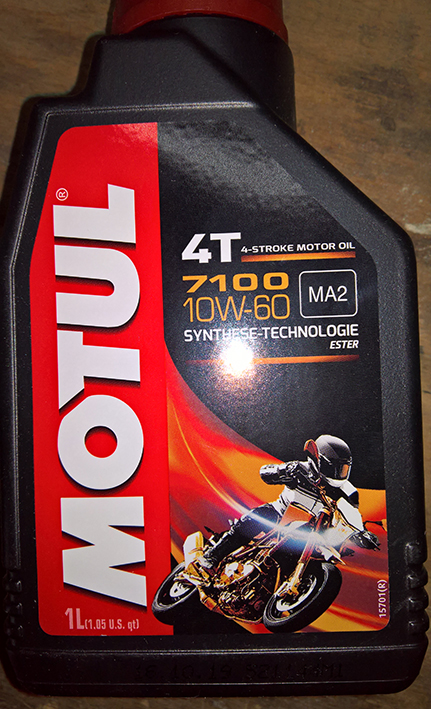 MOTUL®
4T 4-STROKE MOTOR OIL
7100
10W-60
MA2
SYNTHESE-TECHNOLOGIE
ESTER
1L (1.05 U.S. qt)
15701(R)